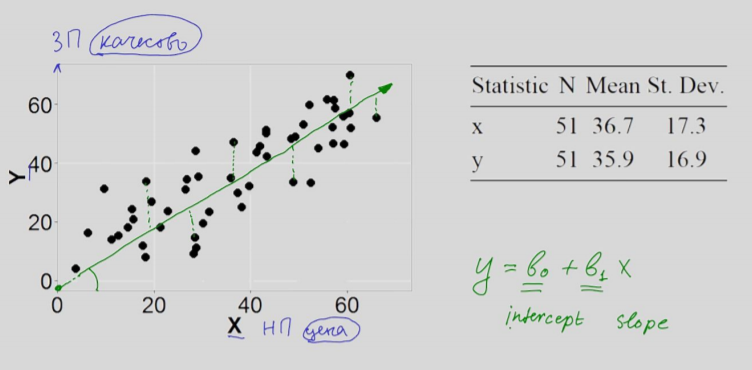 ЗП качесво
60
40
20
0
Y
0 20 40 60
X НП цена
Statistic N Mean St. Dev.
x 51 36.7 17.3
y 51 35.9 16.9
y = b₀ + b₁ x
intercept slope